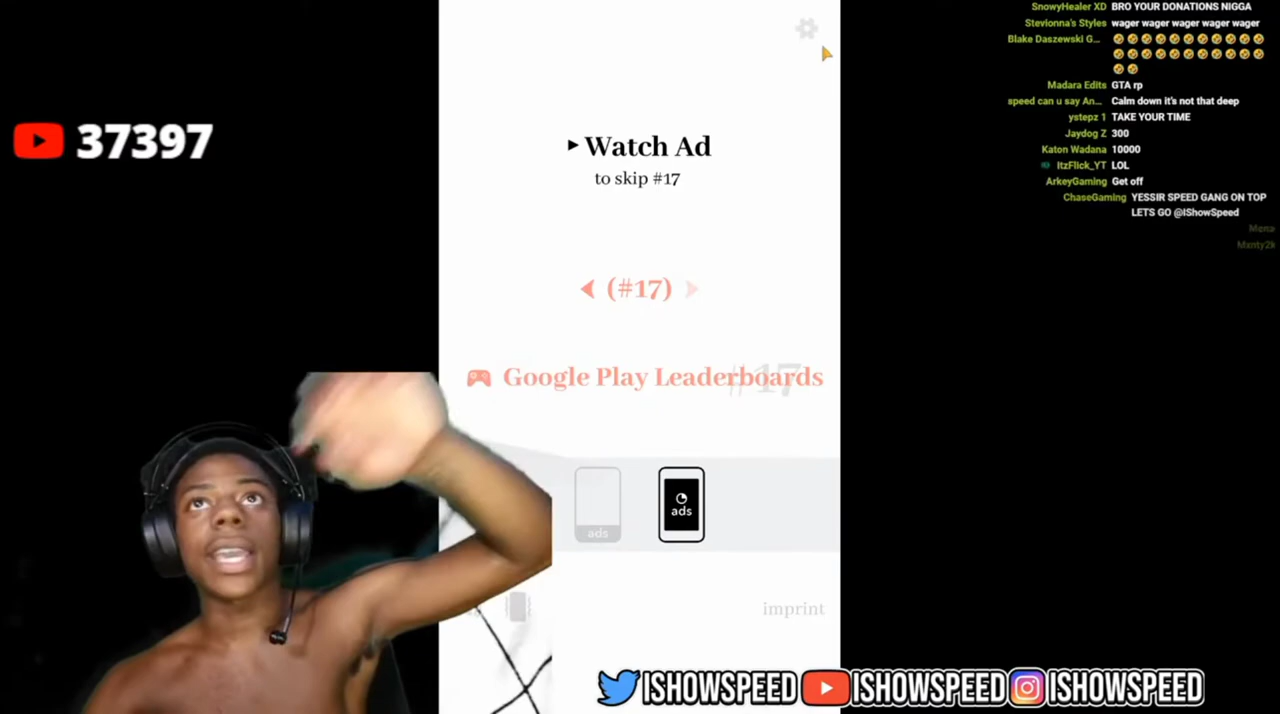 37397
Watch Ad
to skip #17
(#17)
Google Play Leaderboards
#17
ads
ads
imprint
SnowyHealer XD BRO YOUR DONATIONS NIGGA
Stevionna's Styles wager wager wager wager wager
Blake Daszewski G... 🤣🤣🤣🤣🤣🤣🤣🤣🤣🤣🤣
🤣🤣🤣🤣🤣🤣🤣🤣🤣🤣🤣
🤣🤣
Madara Edits GTA rp
speed can u say An... Calm down it's not that deep
ystepz 1 TAKE YOUR TIME
Jaydog Z 300
Katon Wadana 10000
ItzFlick_YT LOL
ArkeyGaming Get off
ChaseGaming YESSIR SPEED GANG ON TOP
LETS GO @IShowSpeed
ISHOWSPEED ISHOWSPEED ISHOWSPEED